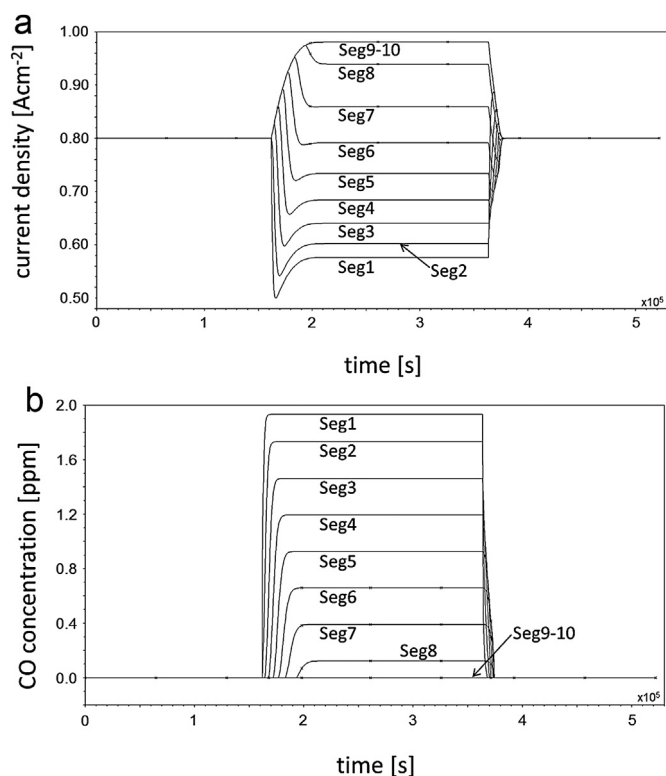 a
current density [Acm-2]
1.00
0.90
0.80
0.70
0.60
0.50
Seg9-10
Seg8
Seg7
Seg6
Seg5
Seg4
Seg3
Seg1
Seg2
x10⁵
0 1 2 3 4 5
time [s]
b
CO concentration [ppm]
2.0
1.6
1.2
0.8
0.4
0.0
Seg1
Seg2
Seg3
Seg4
Seg5
Seg6
Seg7
Seg8
Seg9-10
x10⁵
0 1 2 3 4 5
time [s]